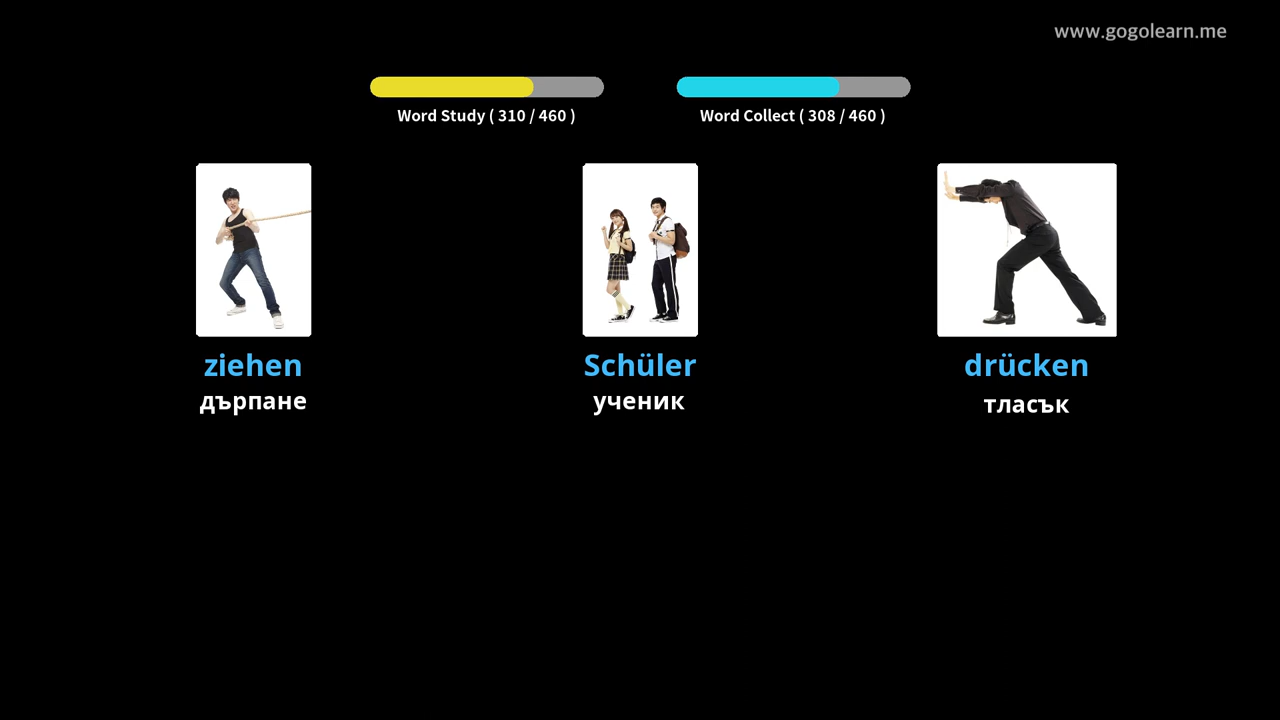 www.gogolearn.me
Word Study ( 310 / 460 )
Word Collect ( 308 / 460 )
ziehen
дърпане
Schüler
ученик
drücken
тласък